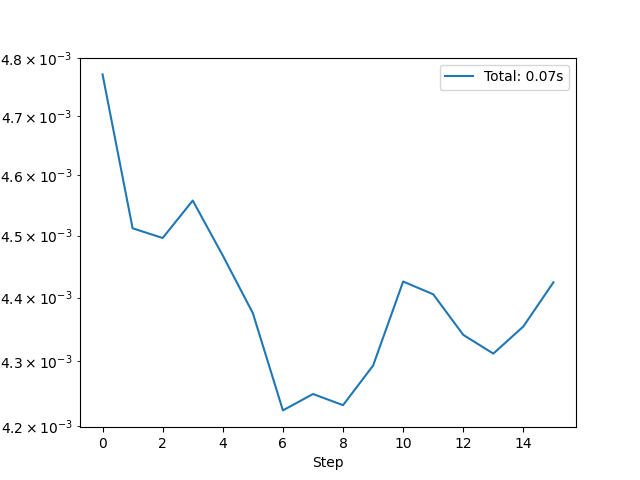 4.8 × 10⁻³
4.7 × 10⁻³
4.6 × 10⁻³
4.5 × 10⁻³
4.4 × 10⁻³
4.3 × 10⁻³
4.2 × 10⁻³
Total: 0.07s
0 2 4 6 8 10 12 14
Step